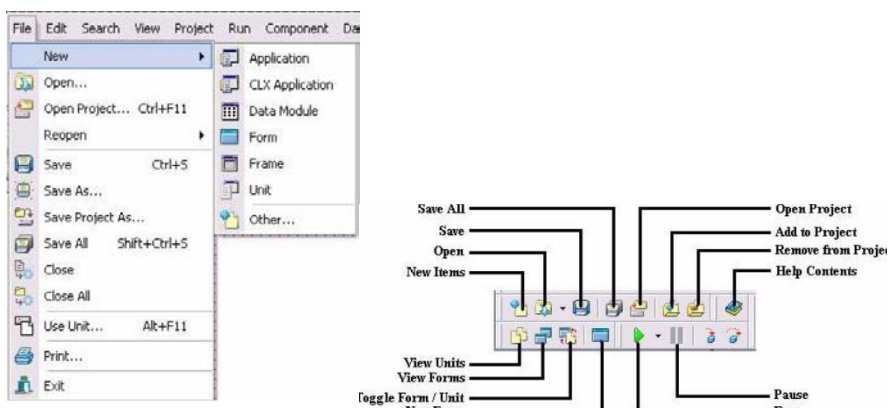 File Edit Search View Project Run Component
New
Open...
Open Project... Ctrl+F11
Reopen
Save Ctrl+S
Save As...
Save Project As...
Save All Shift+Ctrl+S
Close
Close All
Use Unit... Alt+F11
Print...
Exit
Application
CLX Application
Data Module
Form
Frame
Unit
Other...
Save All
Save
Open
New Items
Open Project
Add to Project
Remove from Projec
Help Contents
View Units
View Forms
Toggle Form / Unit
Pause